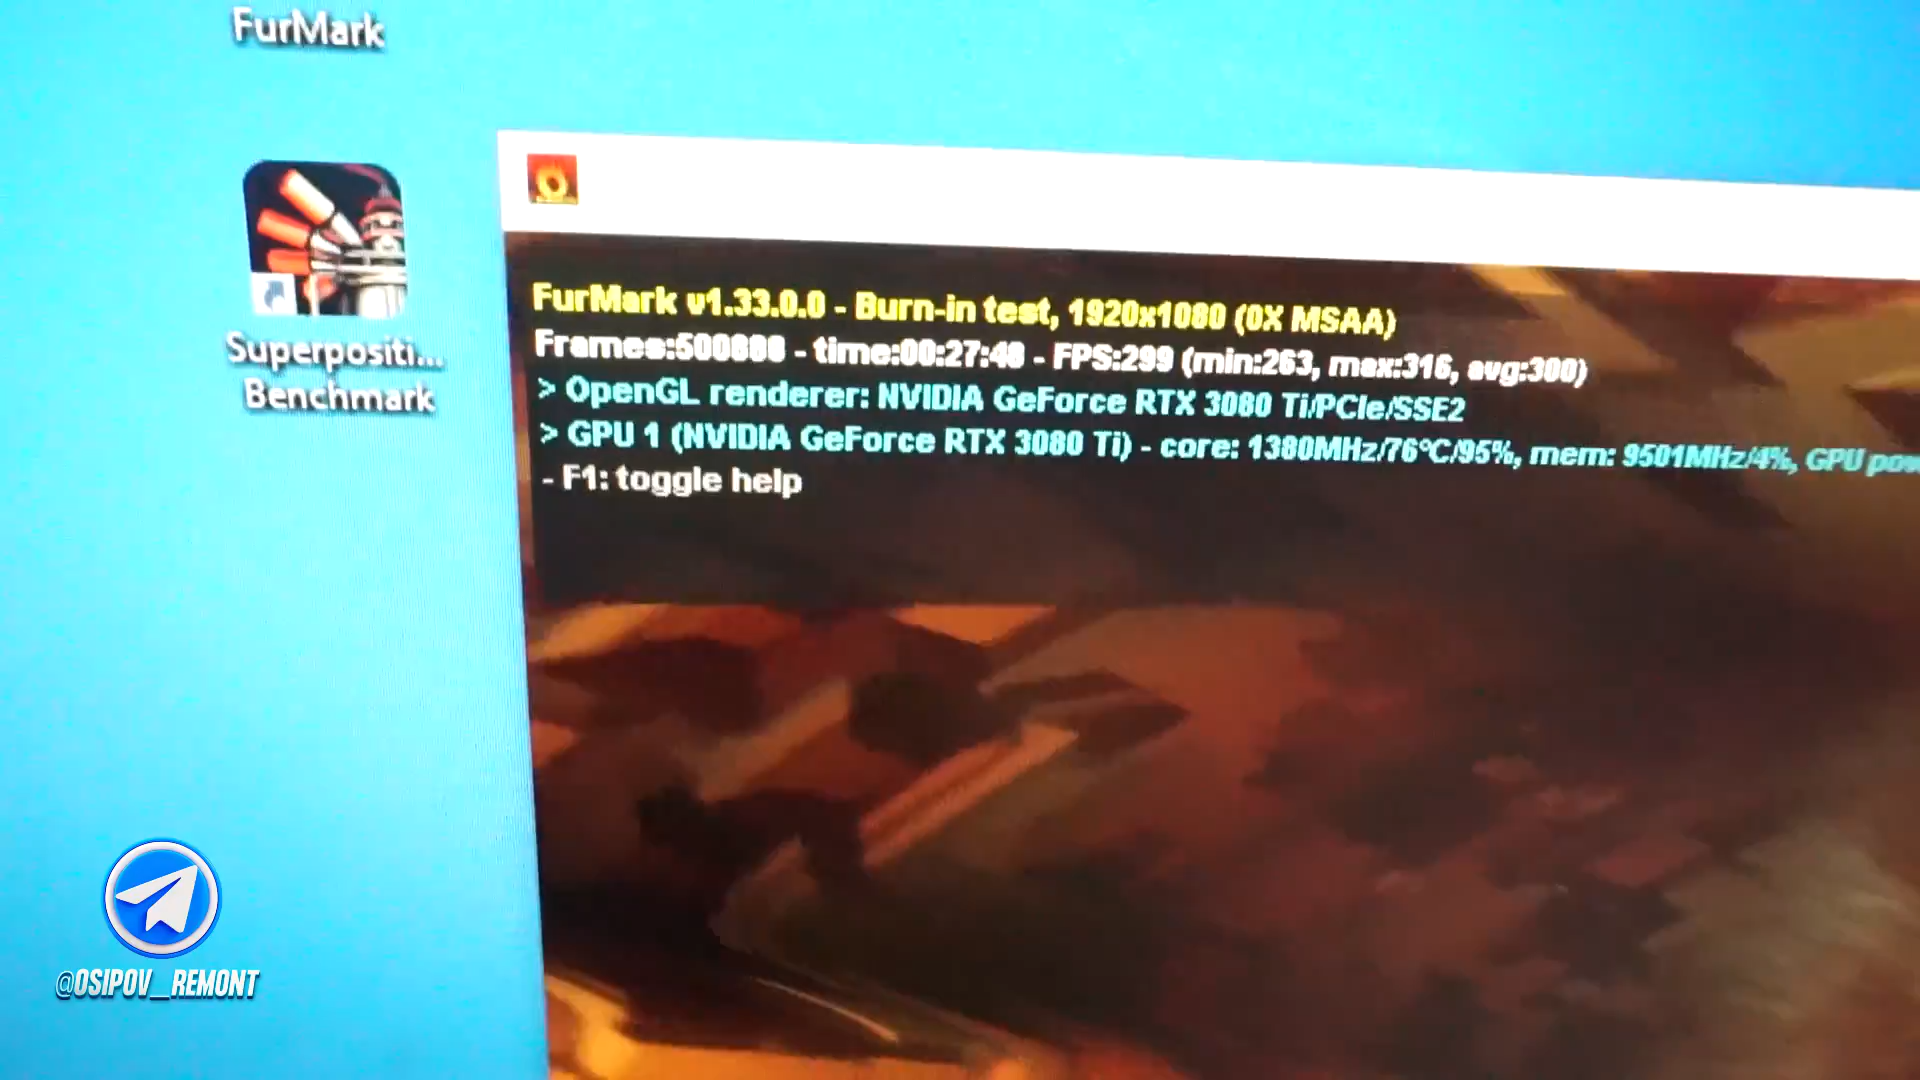 FurMark
Superpositi...
Benchmark
FurMark v1.33.0.0 - Burn-in test, 1920x1080 (0X MSAA)
- time:00:27:48 - FPS:299 (min:263, max:316, avg:300)
> OpenGL renderer: NVIDIA GeForce RTX 3080 Ti/PCIe/SSE2
> GPU 1 (NVIDIA GeForce RTX 3080 Ti) - core: 1380MHz/76°C/95%, mem: 9501MHz/4%, GPU
- F1: toggle help
@OSIPOV_REMONT